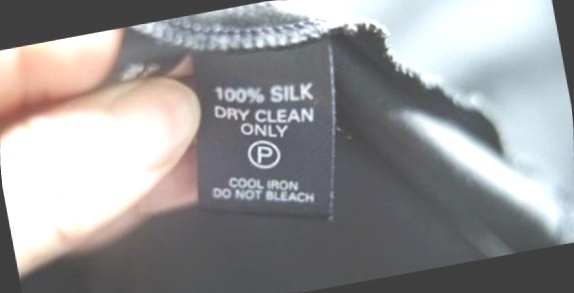 100% SILK
DRY CLEAN
ONLY
P
COOL IRON
DO NOT BLEACH